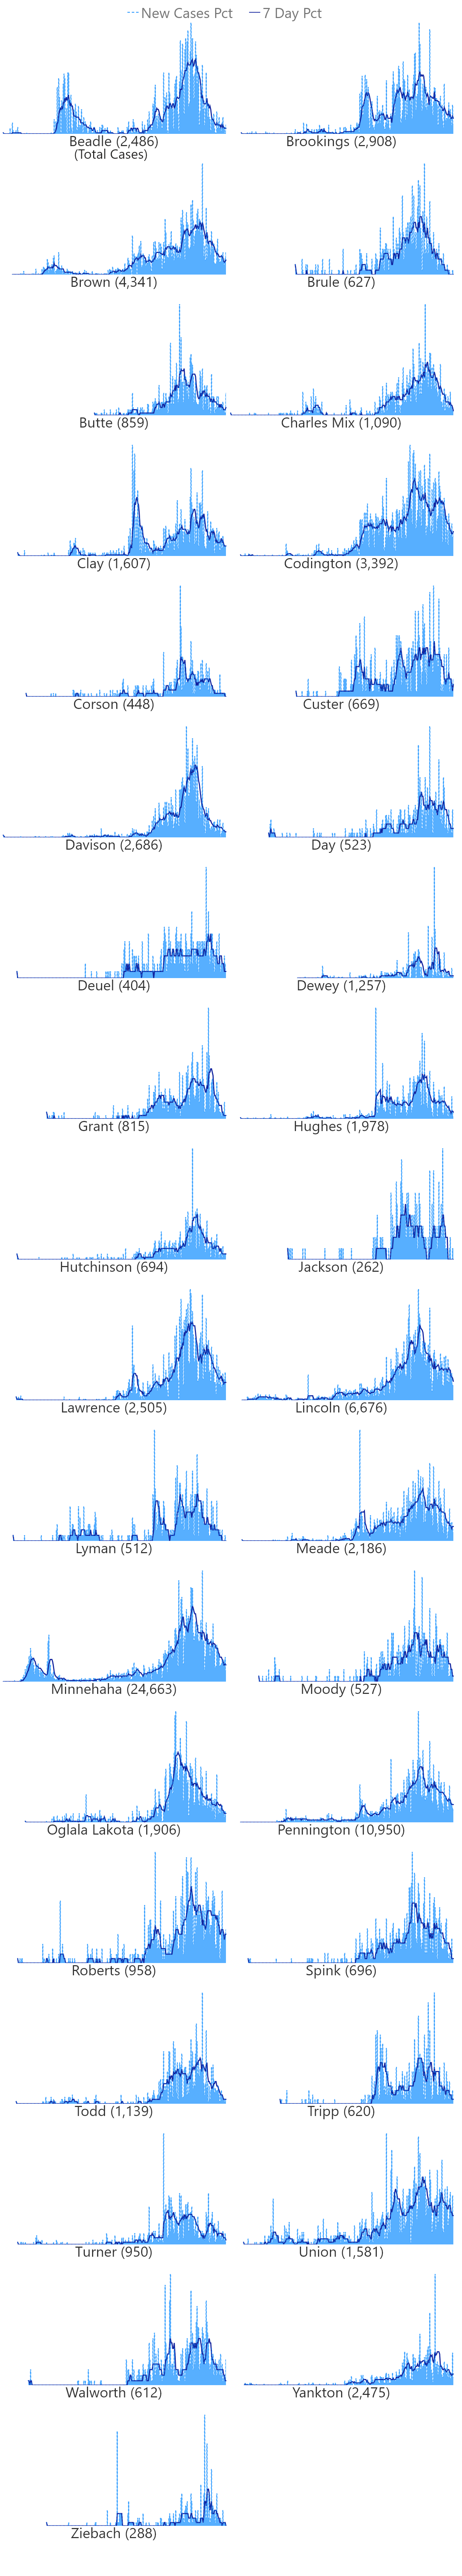 New Cases Pct 7 Day Pct
Beadle (2,486) Brookings (2,908)
(Total Cases)
Brown (4,341) Brule (627)
Butte (859) Charles Mix (1,090)
Clay (1,607) Codington (3,392)
Corson (448) Custer (669)
Davison (2,686) Day (523)
Deuel (404) Dewey (1,257)
Grant (815) Hughes (1,978)
Hutchinson (694) Jackson (262)
Lawrence (2,505) Lincoln (6,676)
Lyman (512) Meade (2,186)
Minnehaha (24,663) Moody (527)
Oglala Lakota (1,906) Pennington (10,950)
Roberts (958) Spink (696)
Todd (1,139) Tripp (620)
Turner (950) Union (1,581)
Walworth (612) Yankton (2,475)
Ziebach (288)